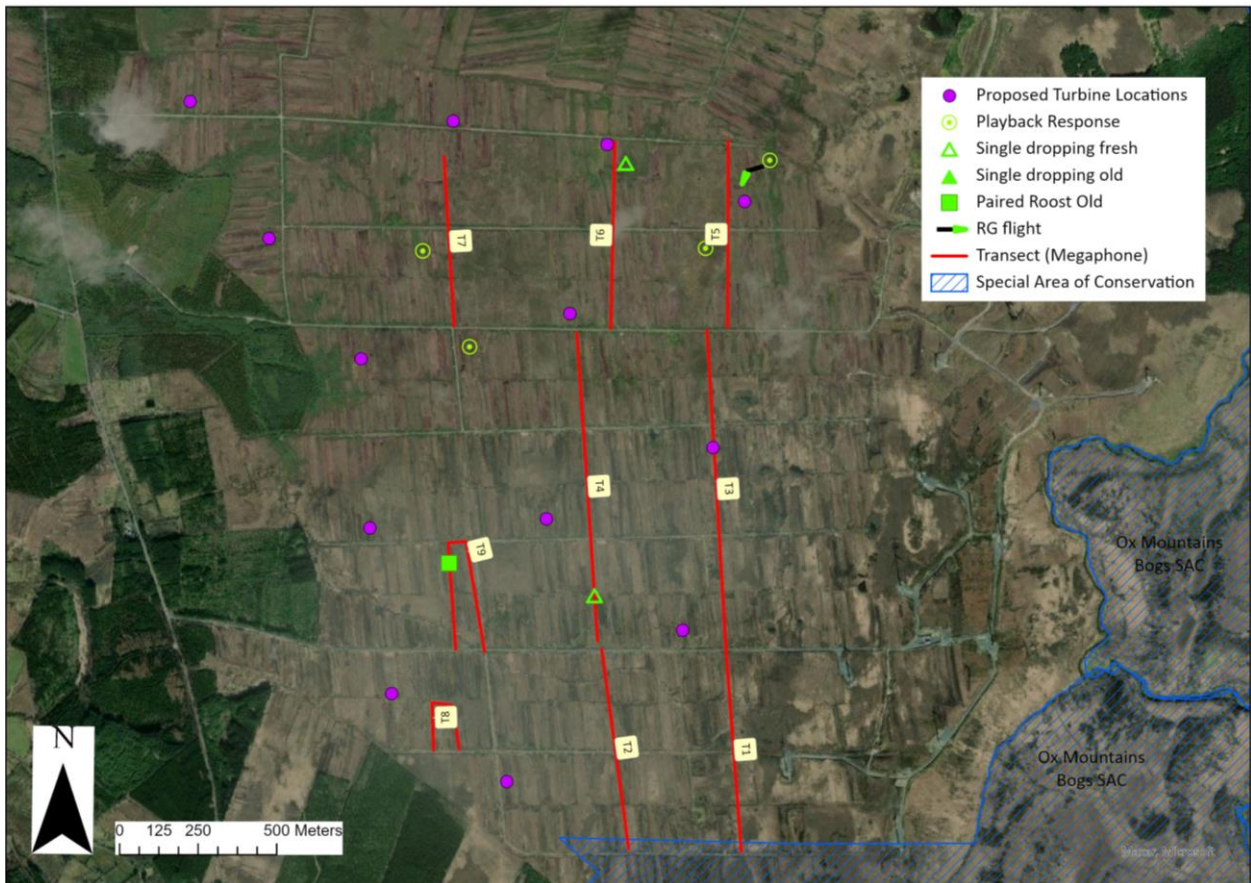 Proposed Turbine Locations
Playback Response
Single dropping fresh
Single dropping old
Paired Roost Old
RG flight
Transect (Megaphone)
Special Area of Conservation
T7
T6
T5
T4
T3
T9
T8
T2
T1
Ox Mountains
Bogs SAC
Ox Mountains
Bogs SAC
N
0 125 250 500 Meters